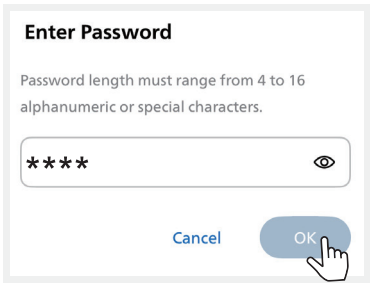 Enter Password
Password length must range from 4 to 16
alphanumeric or special characters.
****
Cancel
OK